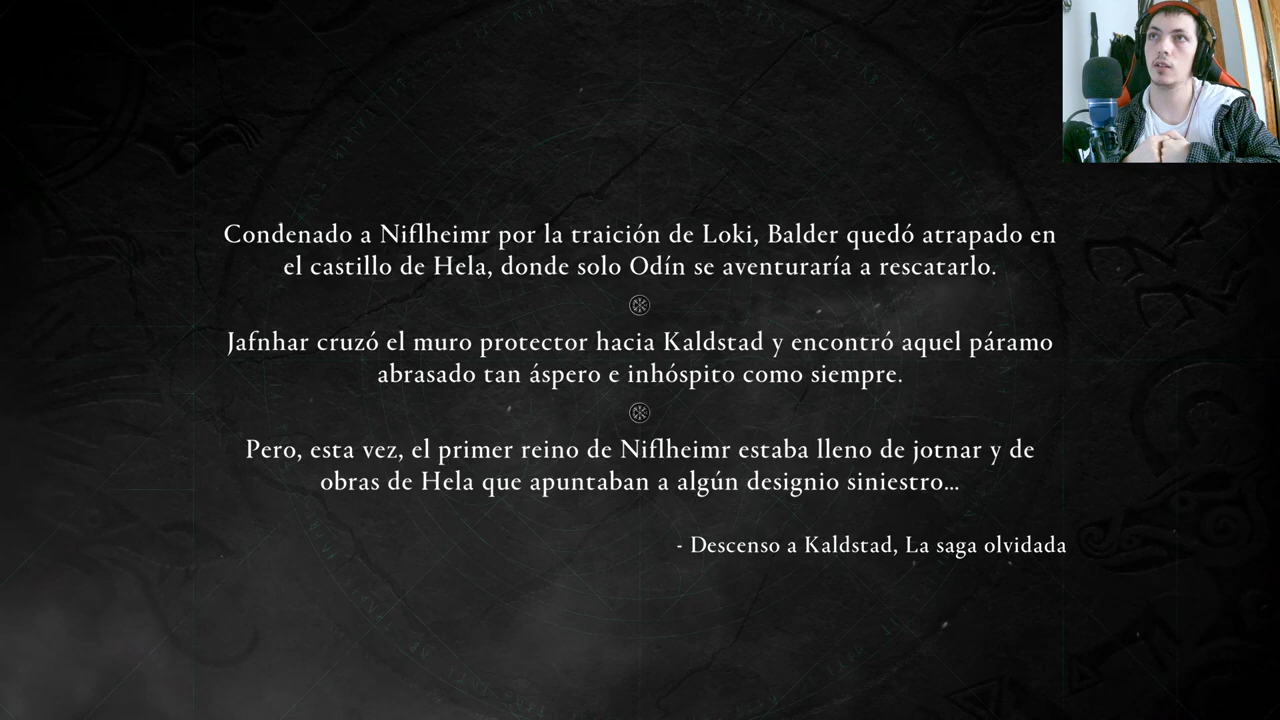 Condenado a Niflheimr por la traición de Loki, Balder quedó atrapado en
el castillo de Hela, donde solo Odín se aventuraría a rescatarlo.
Jafnhar cruzó el muro protector hacia Kaldstad y encontró aquel páramo
abrasado tan áspero e inhóspito como siempre.
Pero, esta vez, el primer reino de Niflheimr estaba lleno de jotnar y de
obras de Hela que apuntaban a algún designio siniestro...
- Descenso a Kaldstad, La saga olvidada